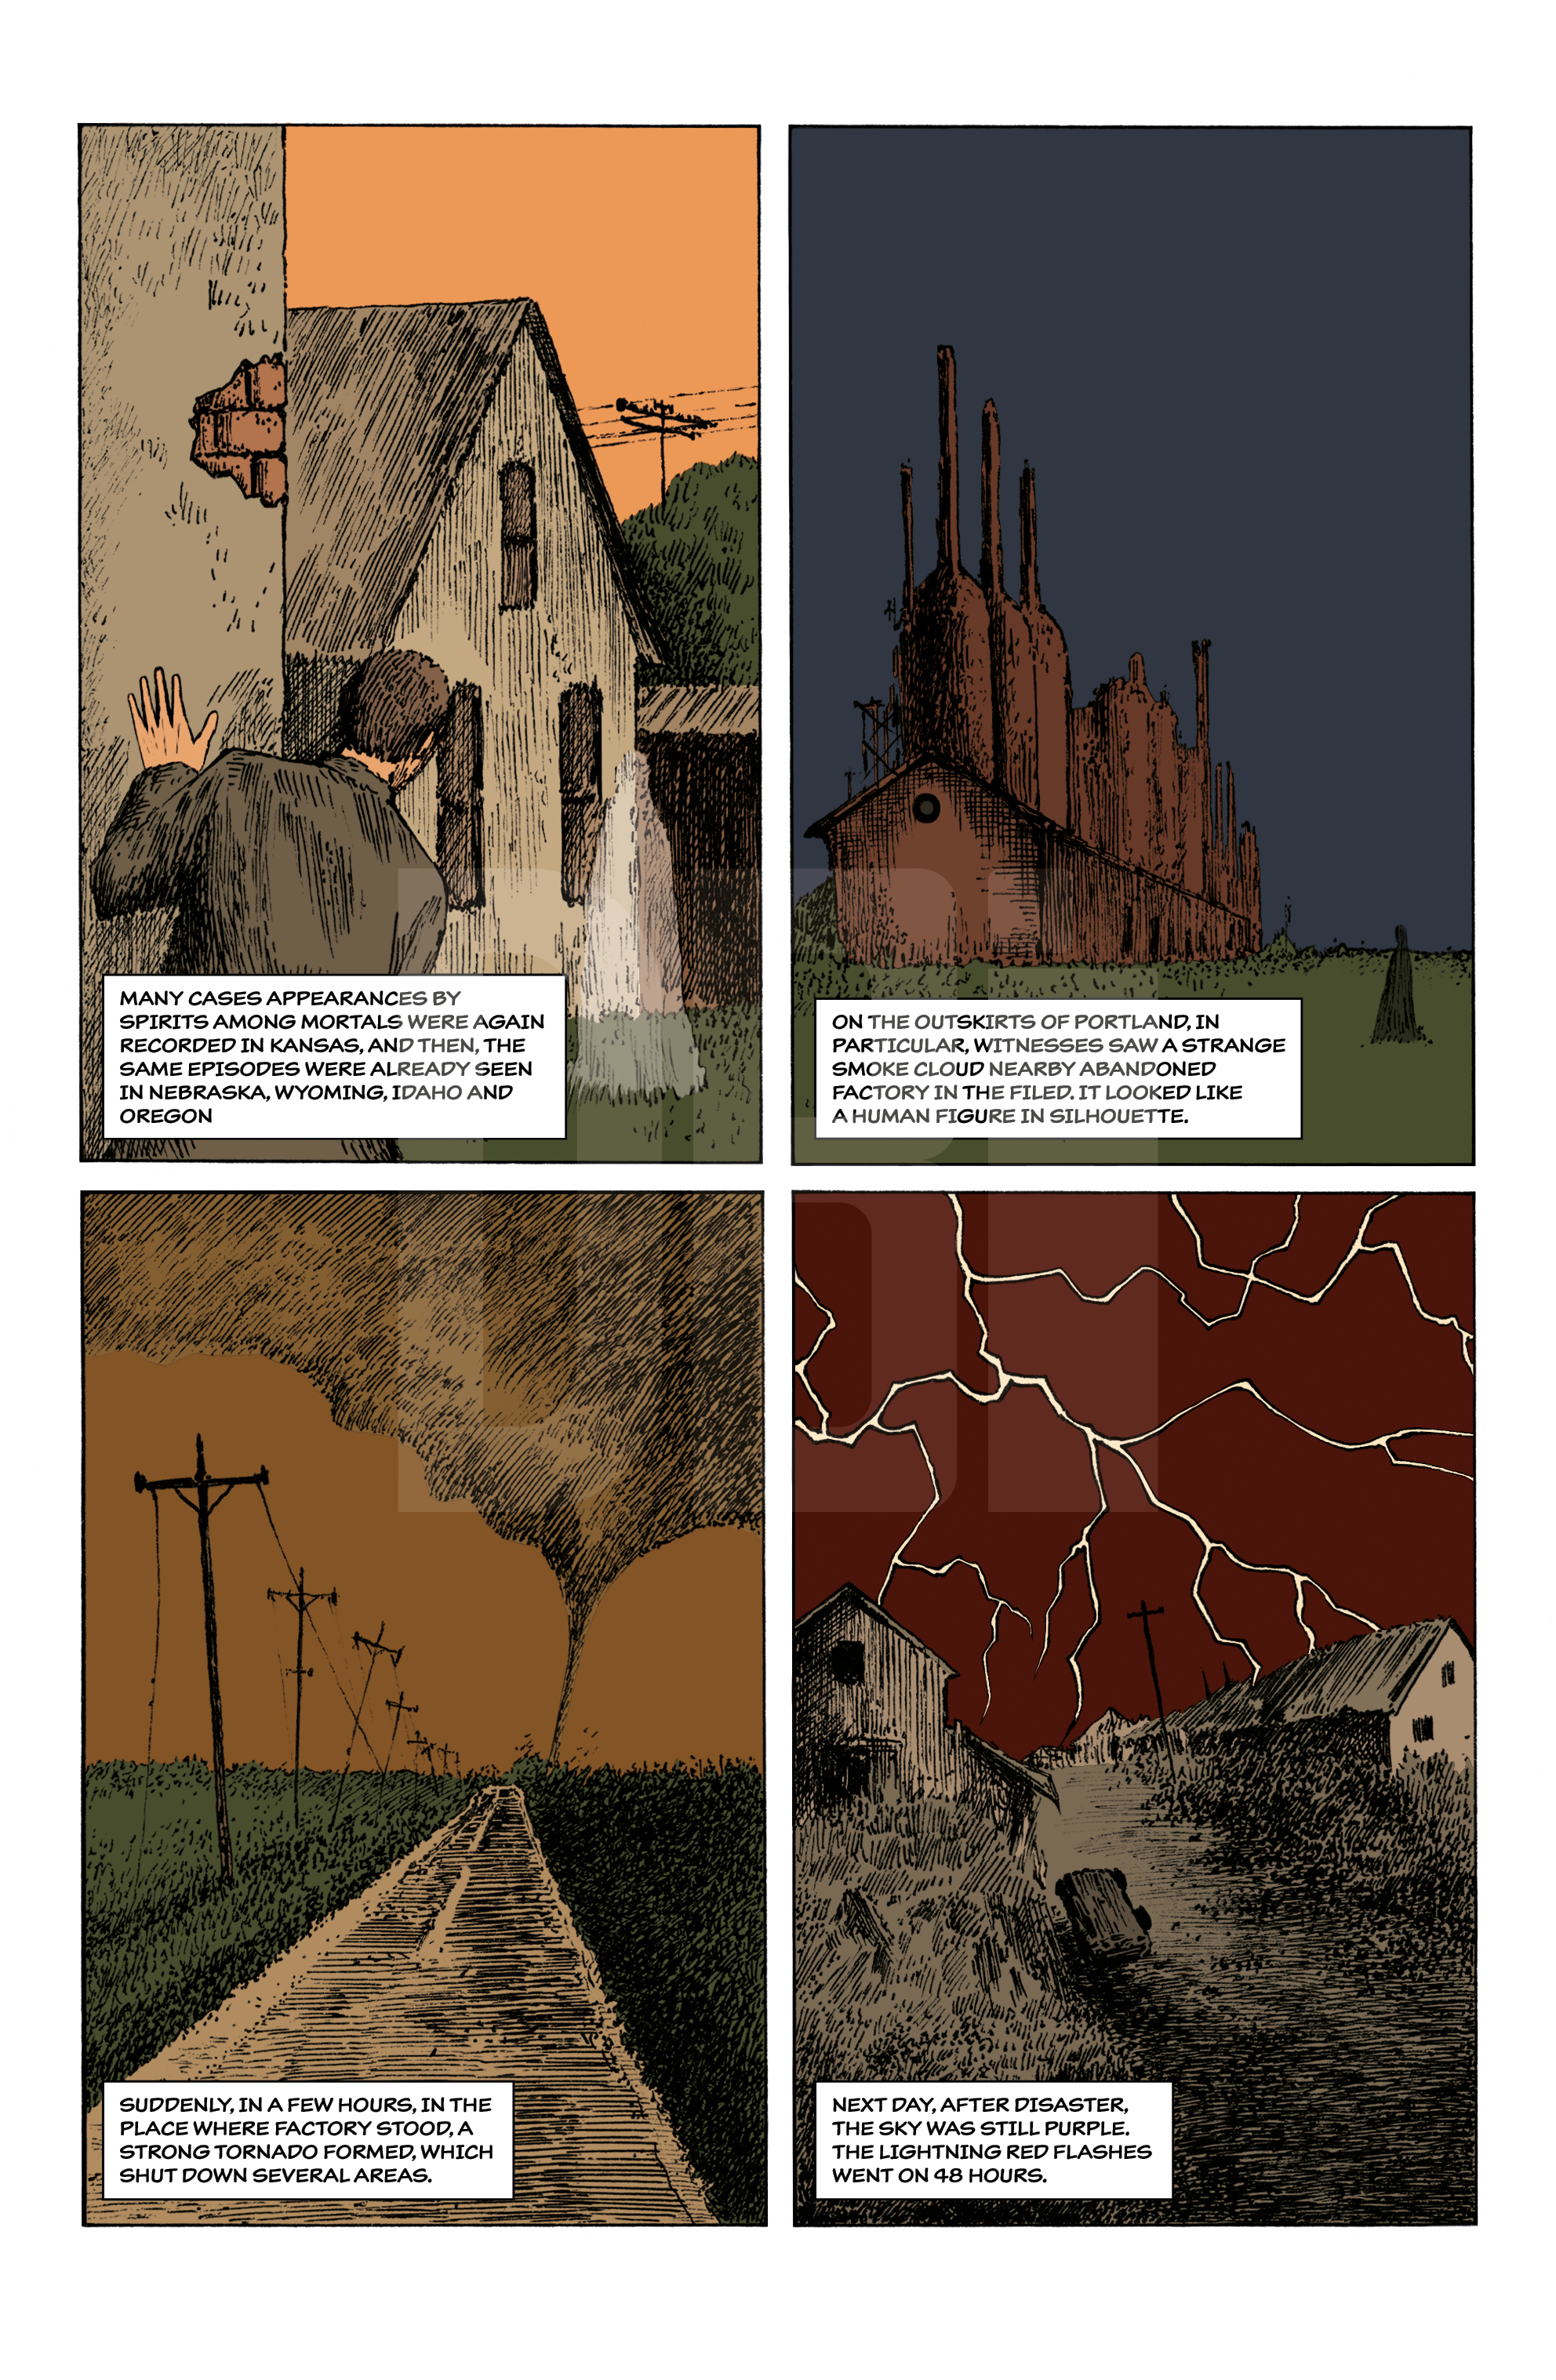 MANY CASES APPEARANCES BY
SPIRITS AMONG MORTALS WERE AGAIN
RECORDED IN KANSAS, AND THEN, THE
SAME EPISODES WERE ALREADY SEEN
IN NEBRASKA, WYOMING, IDAHO AND
OREGON
ON THE OUTSKIRTS OF PORTLAND, IN
PARTICULAR, WITNESSES SAW A STRANGE
SMOKE CLOUD NEARBY ABANDONED
FACTORY IN THE FILED. IT LOOKED LIKE
A HUMAN FIGURE IN SILHOUETTE.
SUDDENLY, IN A FEW HOURS, IN THE
PLACE WHERE FACTORY STOOD, A
STRONG TORNADO FORMED, WHICH
SHUT DOWN SEVERAL AREAS.
NEXT DAY, AFTER DISASTER,
THE SKY WAS STILL PURPLE.
THE LIGHTNING RED FLASHES
WENT ON 48 HOURS.